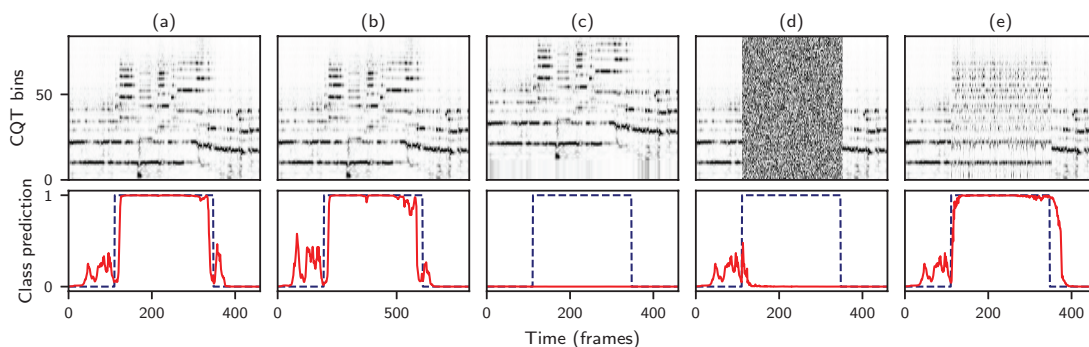 (a) (b) (c) (d) (e)
CQT bins
50
0
Class prediction
1
0
0 200 400 0 500 0 200 400 0 200 400 0 200 400
Time (frames)